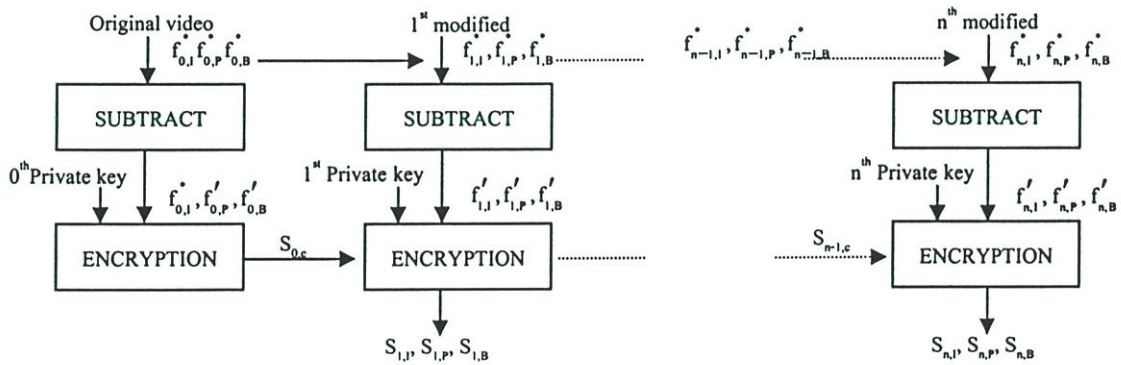 Original video
1st modified
nth modified
f*0,I f*0,P f*0,B
f*1,I, f*1,P, f*1,B
f*n−1,I, f*n−1,P, f*n−1,B
f*n,I, f*n,P, f*n,B
SUBTRACT
SUBTRACT
SUBTRACT
0th Private key
1st Private key
nth Private key
f*0,I, f′0,P, f′0,B
f′1,I, f′1,P, f′1,B
f′n,I, f′n,P, f′n,B
ENCRYPTION
S0,c
ENCRYPTION
Sn-1,c
ENCRYPTION
S1,I, S1,P, S1,B
Sn,I, Sn,P, Sn,B